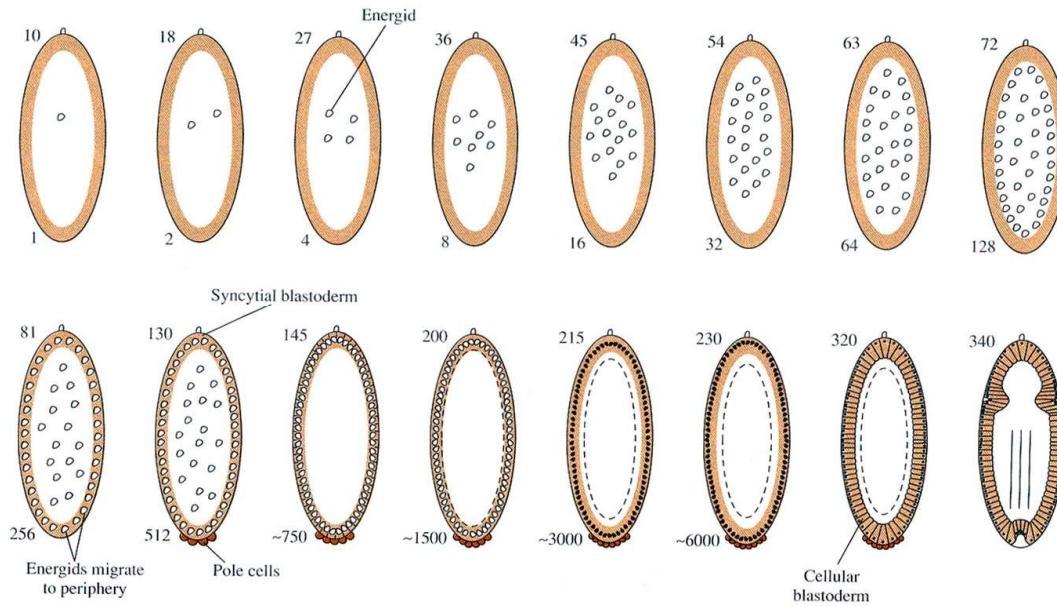 Energid
10 18 27 36 45 54 63 72
1 2 4 8 16 32 64 128
Syncytial blastoderm
81 130 145 200 215 230 320 340
256 512 ~750 ~1500 ~3000 ~6000
Energids migrate
to periphery
Pole cells
Cellular
blastoderm